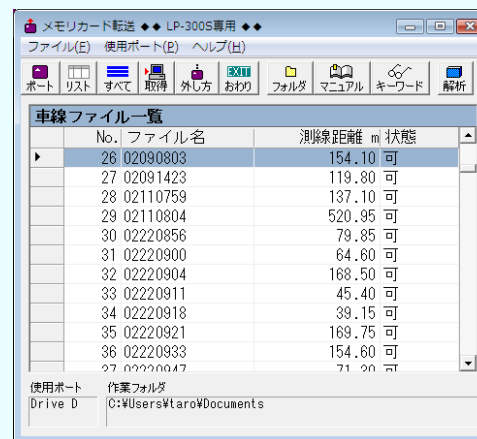 メモリカード転送 ◆◆ LP-300S専用 ◆◆
ファイル(F) 使用ポート(P) ヘルプ(H)
ポート リスト すべて 取得 外し方 EXIT おわり フォルダ マニュアル キーワード 解析
車線ファイル一覧
No. ファイル名 測線距離 m 状態
26 02090803 154.10 可
27 02091423 119.80 可
28 02110759 137.10 可
29 02110804 520.95 可
30 02220856 79.85 可
31 02220900 64.60 可
32 02220904 168.50 可
33 02220911 45.40 可
34 02220918 39.15 可
35 02220921 169.75 可
36 02220933 154.60 可
37 02220947 71.20 可
使用ポート 作業フォルダ
Drive D C:¥Users¥taro¥Documents